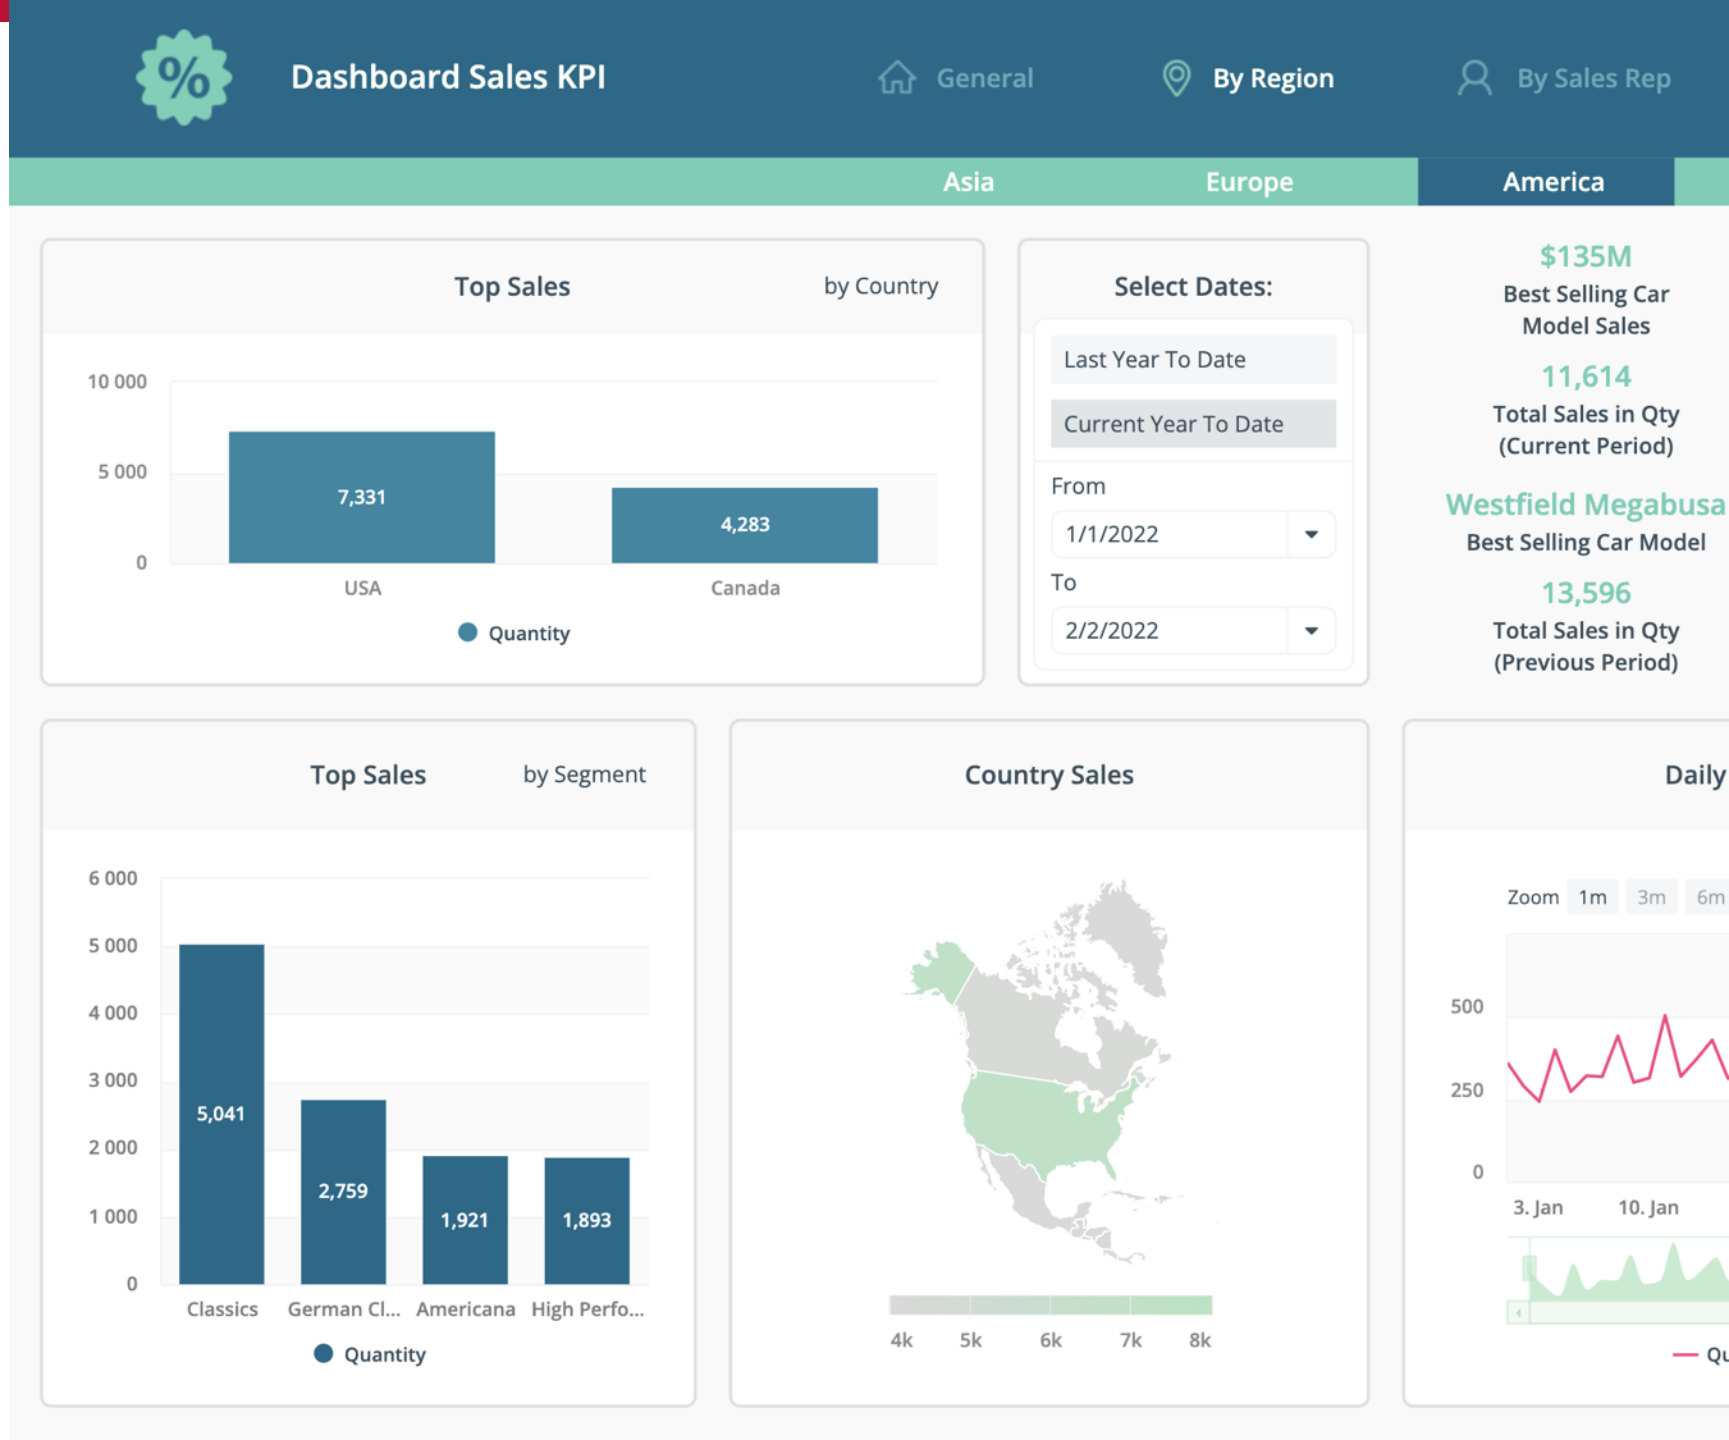 %
Dashboard Sales KPI
General
By Region
By Sales Rep
Asia
Europe
America
Top Sales
by Country
10 000
5 000
0
7,331
4,283
USA
Canada
Quantity
Select Dates:
Last Year To Date
Current Year To Date
From
1/1/2022
To
2/2/2022
$135M
Best Selling Car
Model Sales
11,614
Total Sales in Qty
(Current Period)
Westfield Megabusa
Best Selling Car Model
13,596
Total Sales in Qty
(Previous Period)
Top Sales
by Segment
6 000
5 000
4 000
3 000
2 000
1 000
0
5,041
2,759
1,921
1,893
Classics
German Cl...
Americana
High Perfo...
Quantity
Country Sales
4k
5k
6k
7k
8k
Daily
Zoom
1m
3m
6m
500
250
0
3. Jan
10. Jan